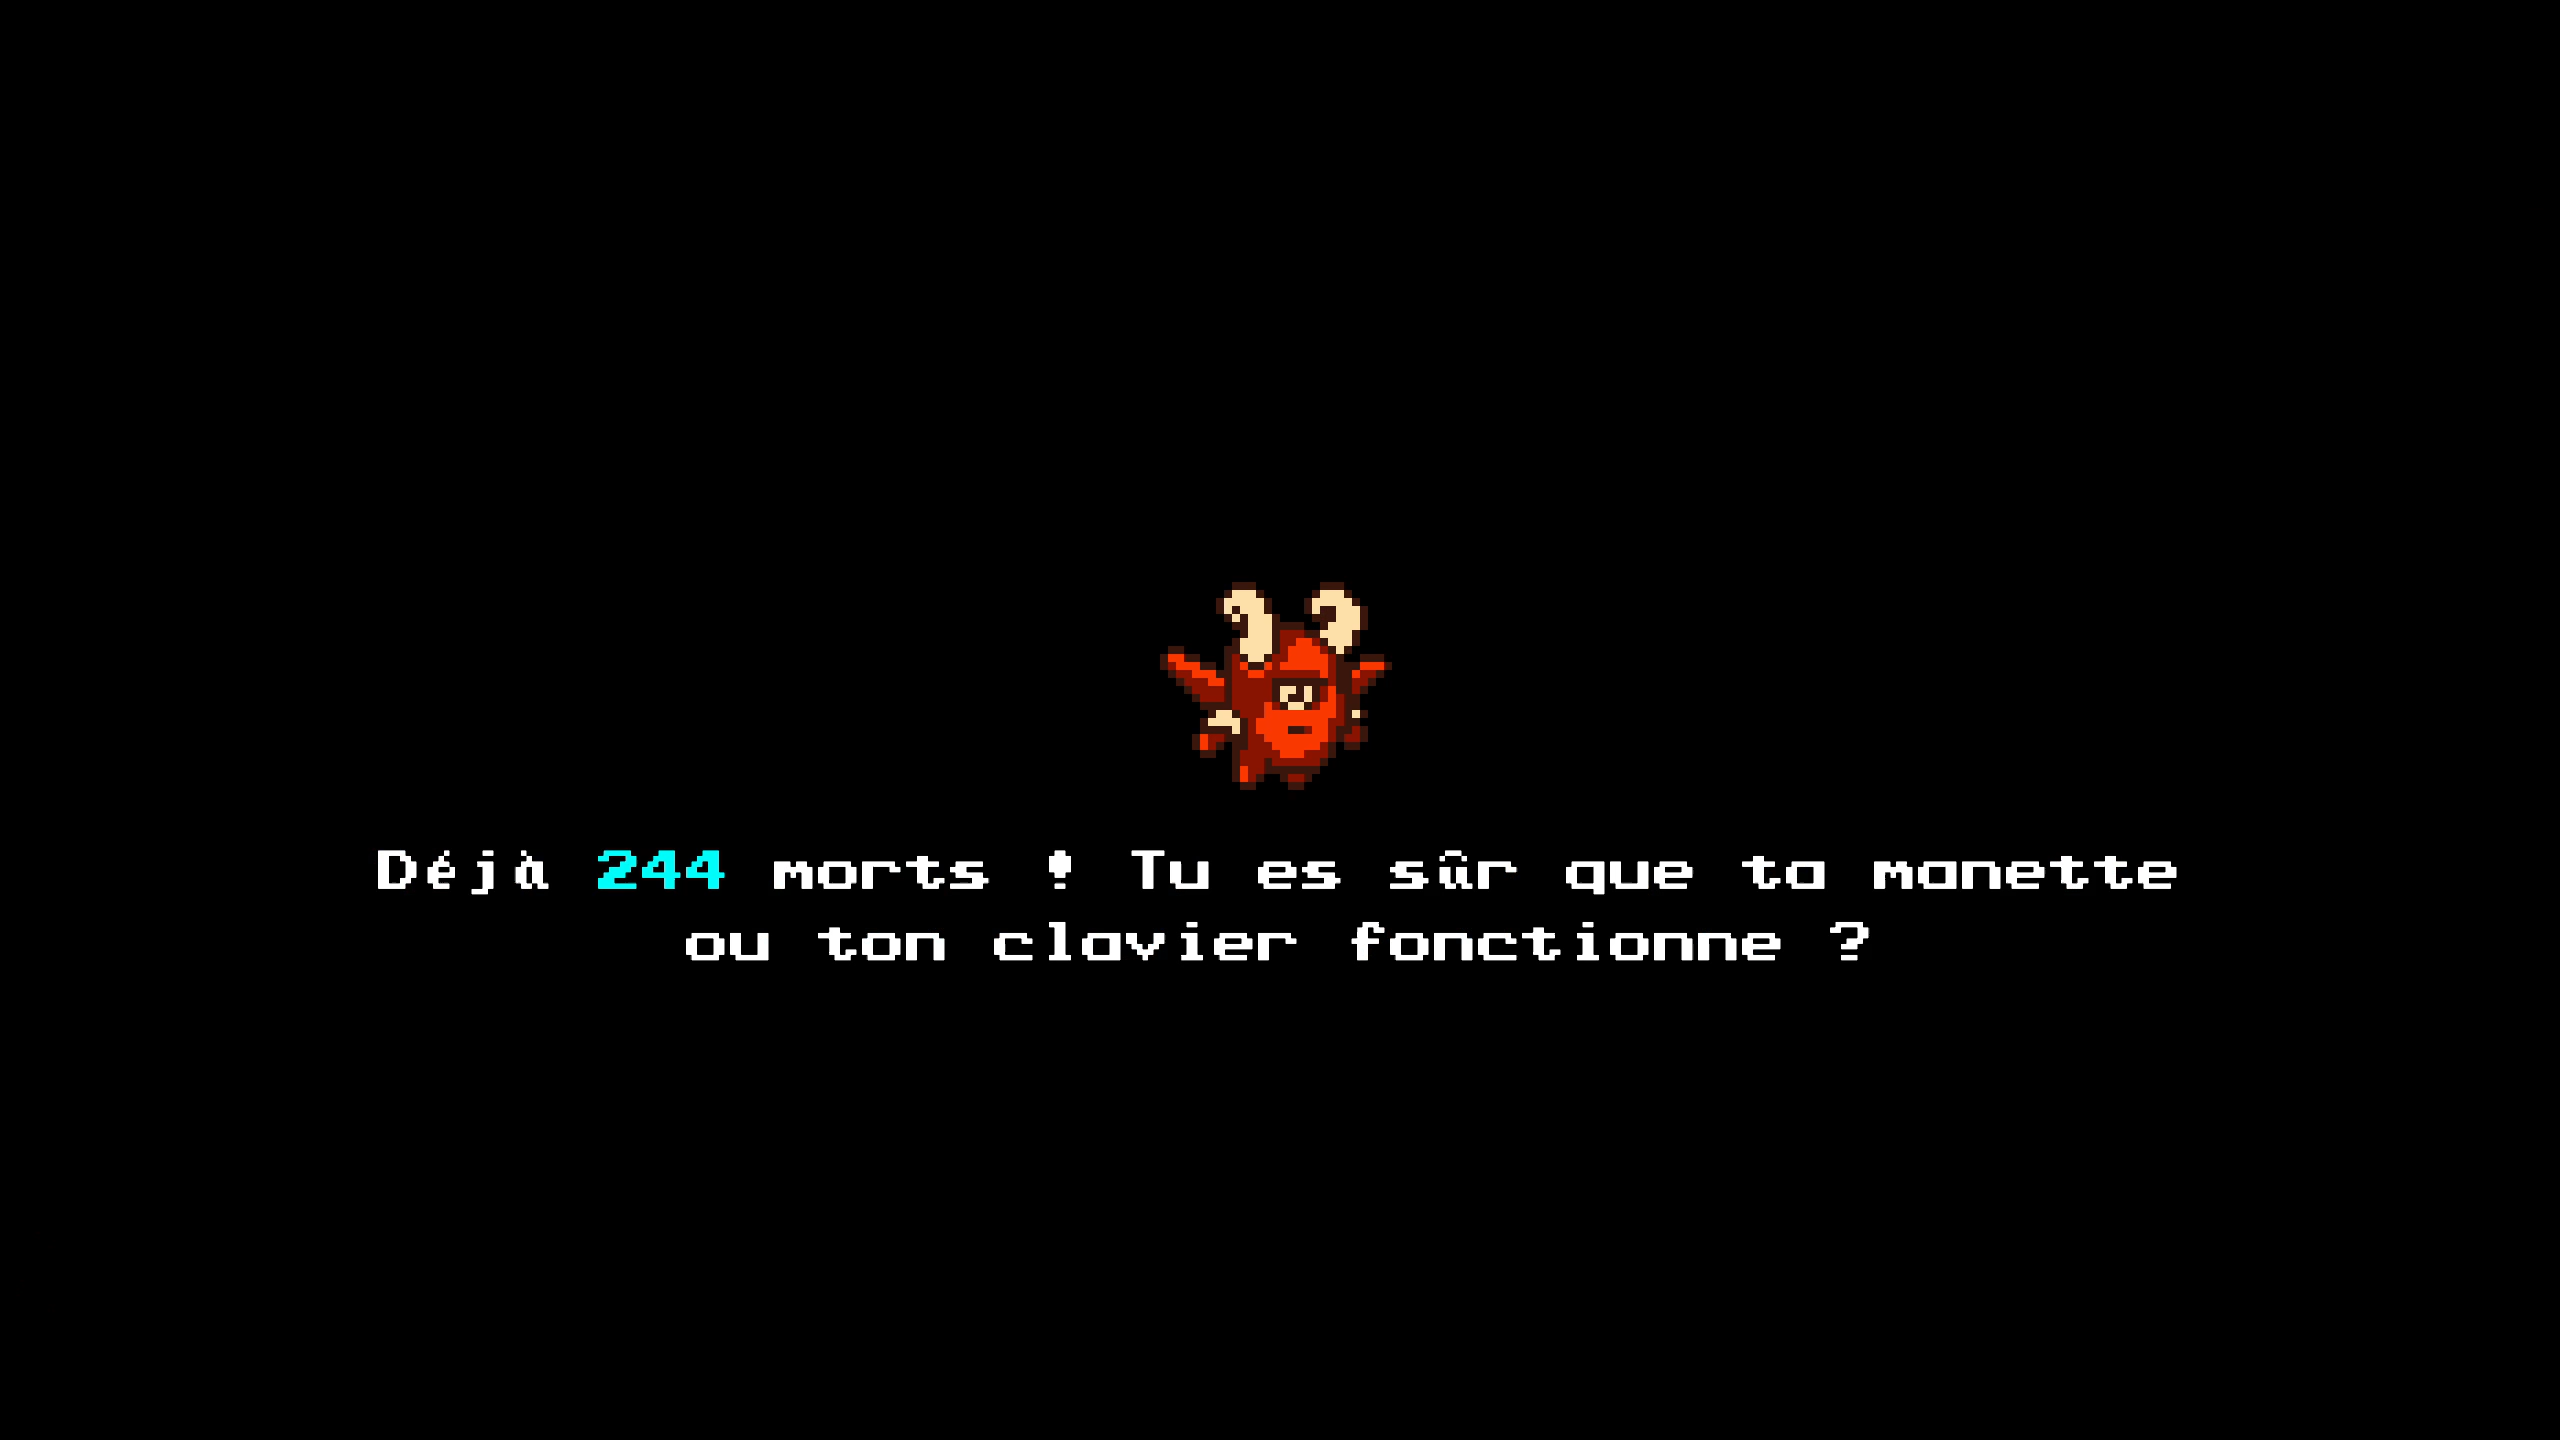 Déjà 244 morts ! Tu es sûr que ta manette
ou ton clavier fonctionne ?